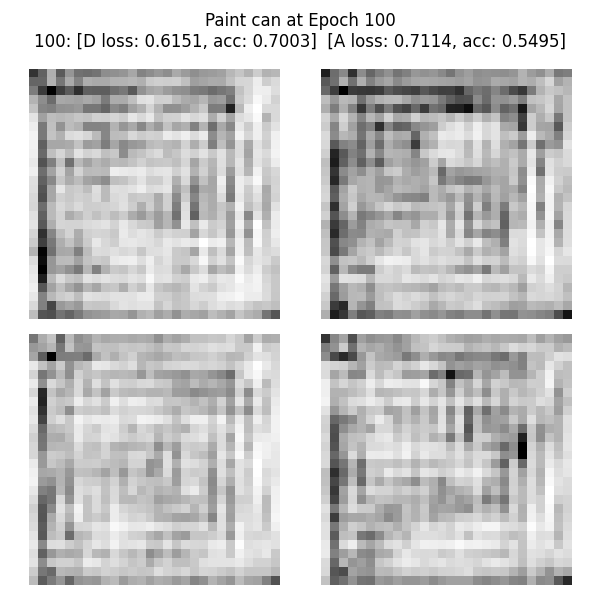 Paint can at Epoch 100
100: [D loss: 0.6151, acc: 0.7003]  [A loss: 0.7114, acc: 0.5495]